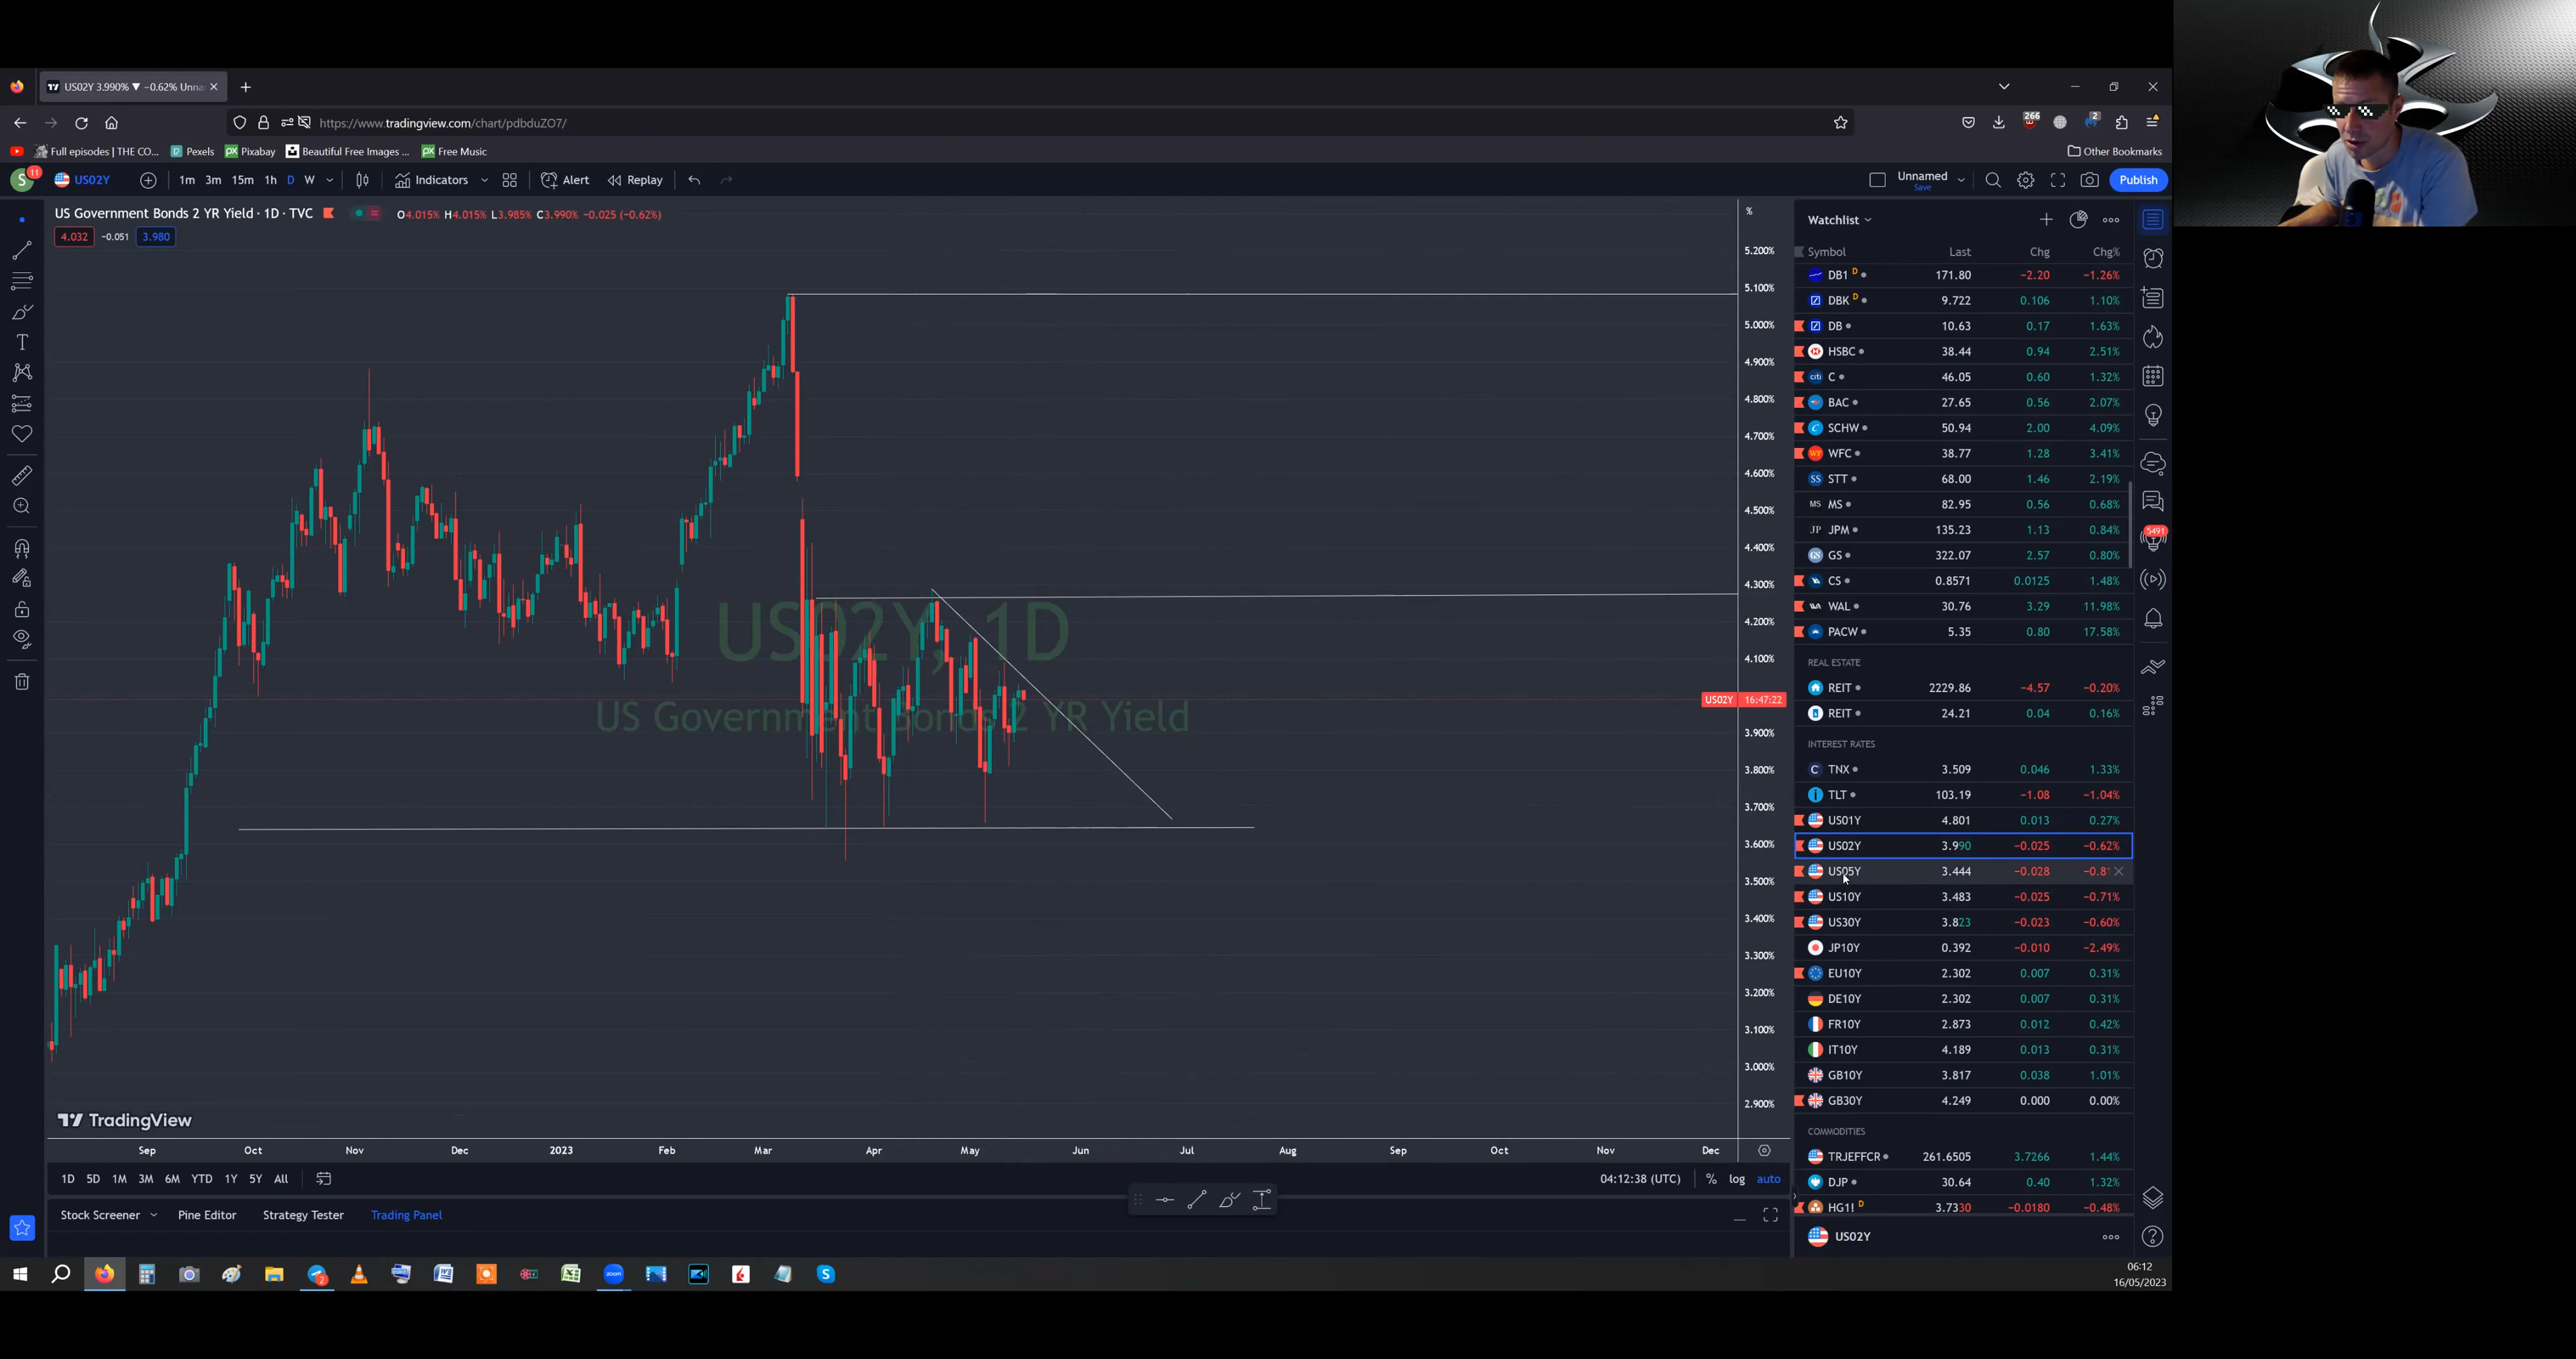 US02Y 3.990% ▼ −0.62% Unna
https://www.tradingview.com/chart/pdbduZO7/
266
2
Full episodes | THE CO...
Pexels
Pixabay
Beautiful Free Images ...
Free Music
Other Bookmarks
S
11
US02Y
1m 3m 15m 1h D W
Indicators
Alert
Replay
Unnamed
Save
Publish
US Government Bonds 2 YR Yield · 1D · TVC
O4.015% H4.015% L3.985% C3.990% −0.025 (−0.62%)
4.032 −0.051 3.980
US02Y, 1D
US Government Bonds 2 YR Yield
%
5.200%
5.100%
5.000%
4.900%
4.800%
4.700%
4.600%
4.500%
4.400%
4.300%
4.200%
4.100%
US02Y 16:47:22
3.900%
3.800%
3.700%
3.600%
3.500%
3.400%
3.300%
3.200%
3.100%
3.000%
2.900%
TradingView
Sep Oct Nov Dec 2023 Feb Mar Apr May Jun Jul Aug Sep Oct Nov Dec
1D 5D 1M 3M 6M YTD 1Y 5Y All
04:12:38 (UTC) % log auto
Stock Screener Pine Editor Strategy Tester Trading Panel
Watchlist
Symbol Last Chg Chg%
DB1 D 171.80 −2.20 −1.26%
DBK D 9.722 0.106 1.10%
DB 10.63 0.17 1.63%
HSBC 38.44 0.94 2.51%
citi C 46.05 0.60 1.32%
BAC 27.65 0.56 2.07%
SCHW 50.94 2.00 4.09%
WF WFC 38.77 1.28 3.41%
SS STT 68.00 1.46 2.19%
MS MS 82.95 0.56 0.68%
JP JPM 135.23 1.13 0.84%
GS GS 322.07 2.57 0.80%
CS 0.8571 0.0125 1.48%
WAL 30.76 3.29 11.98%
PACW 5.35 0.80 17.58%
REAL ESTATE
REIT 2229.86 −4.57 −0.20%
REIT 24.21 0.04 0.16%
INTEREST RATES
C TNX 3.509 0.046 1.33%
TLT 103.19 −1.08 −1.04%
US01Y 4.801 0.013 0.27%
US02Y 3.990 −0.025 −0.62%
US05Y 3.444 −0.028 −0.8
US10Y 3.483 −0.025 −0.71%
US30Y 3.823 −0.023 −0.60%
JP10Y 0.392 −0.010 −2.49%
EU10Y 2.302 0.007 0.31%
DE10Y 2.302 0.007 0.31%
FR10Y 2.873 0.012 0.42%
IT10Y 4.189 0.013 0.31%
GB10Y 3.817 0.038 1.01%
GB30Y 4.249 0.000 0.00%
COMMODITIES
TRJEFFCR 261.6505 3.7266 1.44%
DJP 30.64 0.40 1.32%
HG1! D 3.7330 −0.0180 −0.48%
US02Y
5491
2
zoom
06:12
16/05/2023